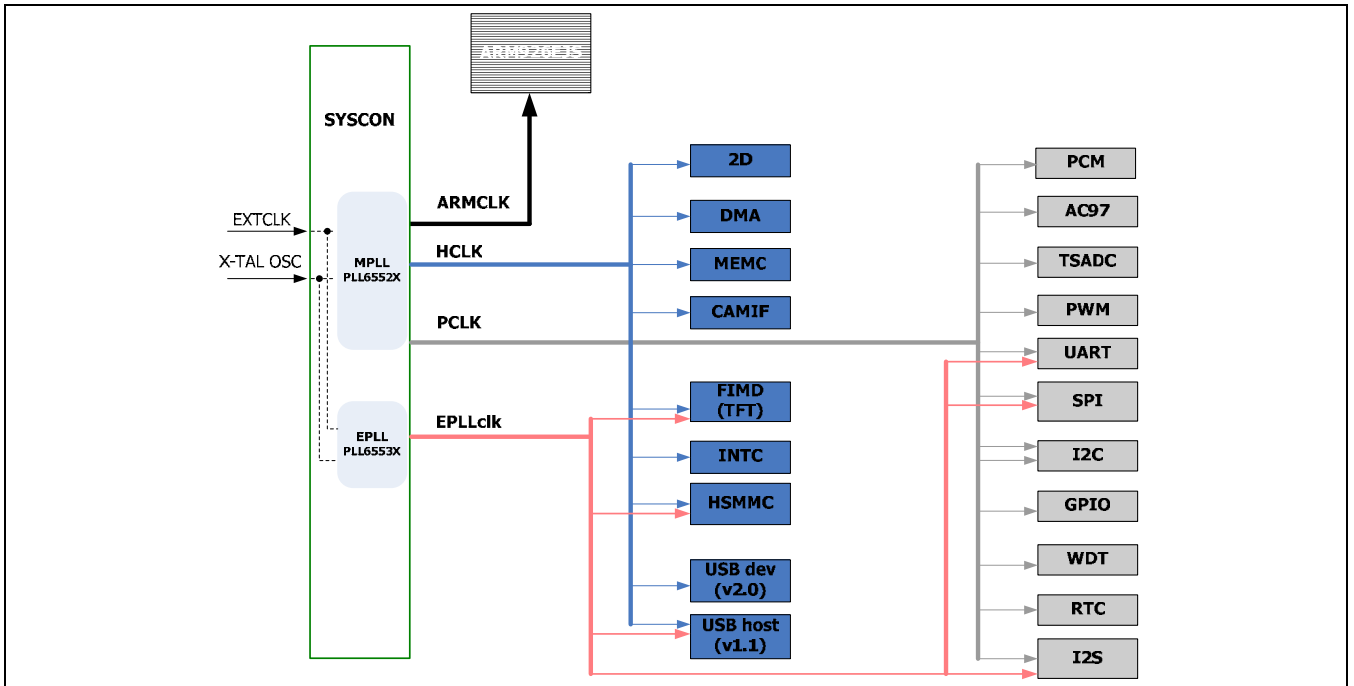 ARM926EJS
SYSCON
EXTCLK
X-TAL OSC
MPLL
PLL6552X
EPLL
PLL6553X
ARMCLK
HCLK
PCLK
EPLLclk
2D
DMA
MEMC
CAMIF
FIMD
(TFT)
INTC
HSMMC
USB dev
(v2.0)
USB host
(v1.1)
PCM
AC97
TSADC
PWM
UART
SPI
I2C
GPIO
WDT
RTC
I2S